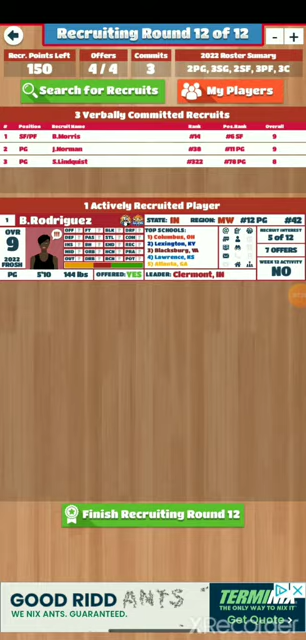 Recruiting Round 12 of 12
- +
Recr. Points Left Offers Commits 2022 Roster Sumary
150 4/4 3 2PG, 3SG, 2SF, 3PF, 3C
Search for Recruits My Players
3 Verbally Committed Recruits
# Position Recruit Name Rank Pos.Rank Overall
1 SF/PF B.Morris #14 #6 SF 9
2 PG J.Norman #38 #11 PG 9
3 PG S.Lindquist #322 #78 PG 8
1 Actively Recruited Player
1 B.Rodriguez STATE: IN REGION: MW #12 PG #42
OVR 9 2022 FROSH
TOP SCHOOLS:
1) Columbus, OH
2) Lexington, KY
3) Blacksburg, VA
4) Lawrence, KS
5) Atlanta, GA
RECRUIT INTEREST
5 of 12
7 OFFERS
WEEK 12 ACTIVITY
NO
PG 5'10 144 lbs OFFERED: YES LEADER: Clermont, IN
Finish Recruiting Round 12
GOOD RIDD ANTS
WE NIX ANTS. GUARANTEED.
TERMINIX
THE ONLY WAY TO NIX IT
Get Quote >
XRecorder